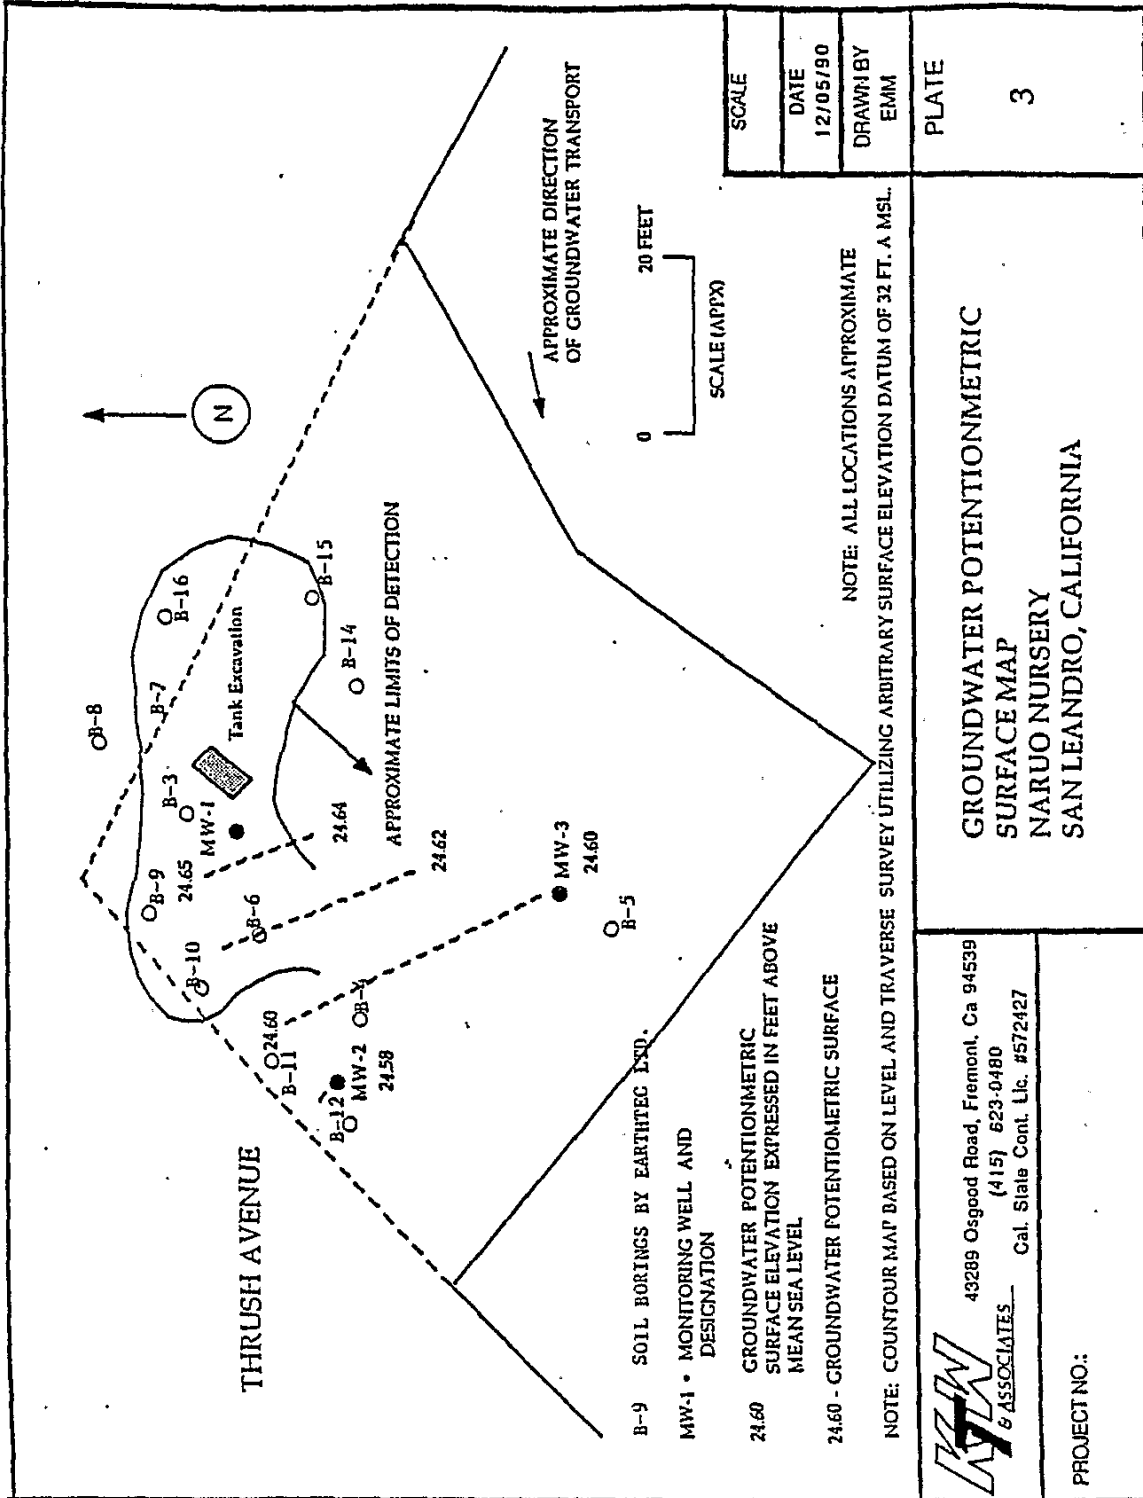 THRUSH AVENUE
N
B-8
B-16
B-7
B-3
MW-1
Tank Excavation
B-15
B-14
B-9
24.65
24.64
B-10
B-6
24.62
APPROXIMATE LIMITS OF DETECTION
24.60
B-11
B-4
MW-2
24.58
B-12
MW-3
24.60
B-5
APPROXIMATE DIRECTION
OF GROUNDWATER TRANSPORT
0 20 FEET
SCALE (APPX)
B-9 SOIL BORINGS BY EARTHTEC LTD.
MW-1 • MONITORING WELL AND
DESIGNATION
24.60 GROUNDWATER POTENTIONMETRIC
SURFACE ELEVATION EXPRESSED IN FEET ABOVE
MEAN SEA LEVEL
24.60 - GROUNDWATER POTENTIOMETRIC SURFACE
NOTE: ALL LOCATIONS APPROXIMATE
NOTE: COUNTOUR MAP BASED ON LEVEL AND TRAVERSE SURVEY UTILIZING ARBITRARY SURFACE ELEVATION DATUM OF 32 FT. A MSL.
SCALE
DATE
12/05/90
DRAWN BY
EMM
KTW
& ASSOCIATES
43289 Osgood Road, Fremont, Ca 94539
(415) 623-0480
Cal. State Cont. Lic. #572427
PROJECT NO.:
GROUNDWATER POTENTIONMETRIC
SURFACE MAP
NARUO NURSERY
SAN LEANDRO, CALIFORNIA
PLATE
3